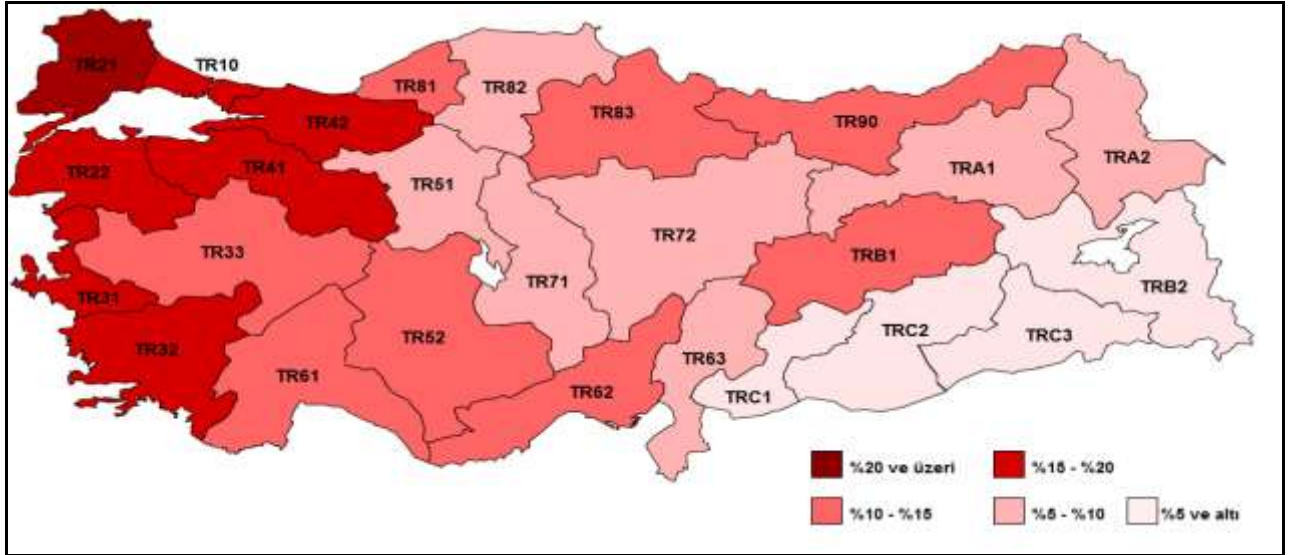 TR21
TR10
TR81
TR82
TR42
TR83
TR90
TR22
TR41
TR51
TRA1
TRA2
TR33
TR72
TRB1
TR71
TR31
TRB2
TR32
TR52
TRC2
TRC3
TR61
TR63
TR62
TRC1
%20 ve üzeri
%15 - %20
%10 - %15
%5 - %10
%5 ve altı